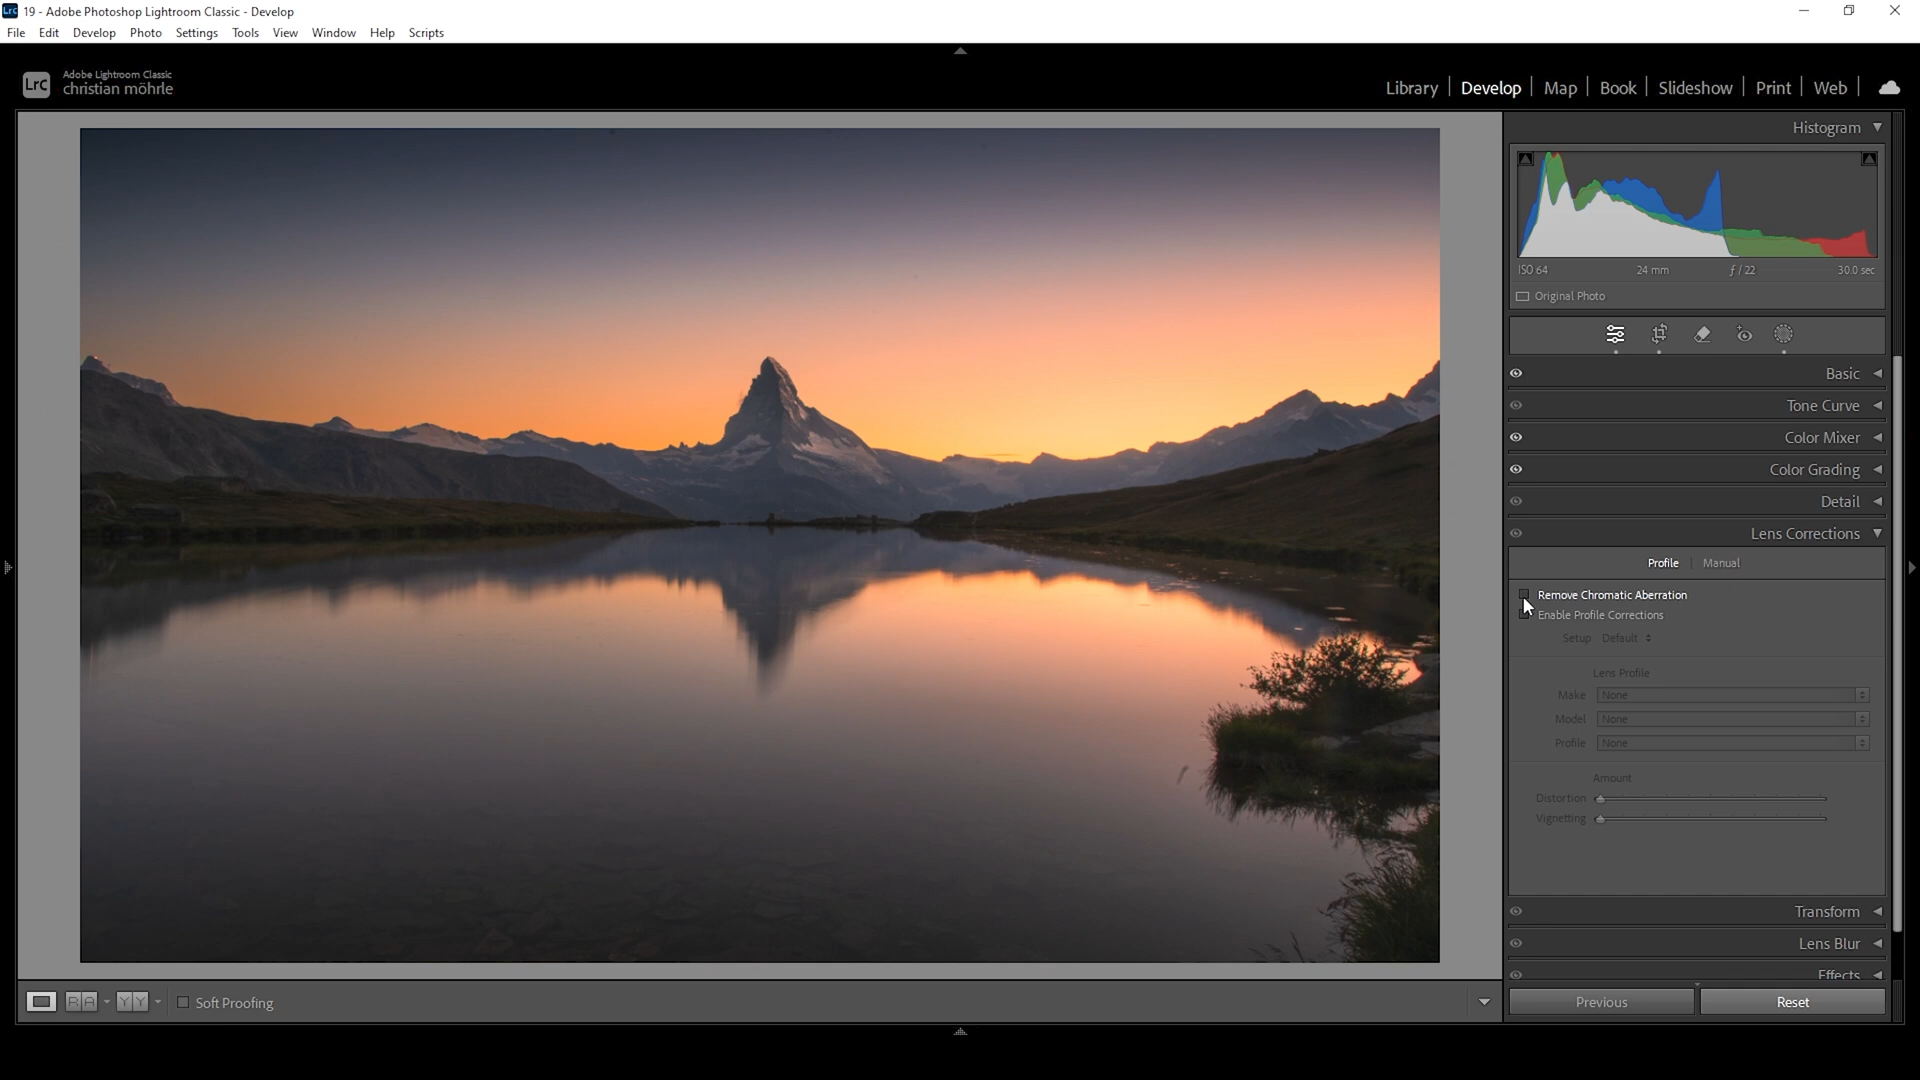 Lrc 19 - Adobe Photoshop Lightroom Classic - Develop
File Edit Develop Photo Settings Tools View Window Help Scripts
LrC Adobe Lightroom Classic
christian möhrle
Library | Develop | Map | Book | Slideshow | Print | Web |
Histogram
ISO 64 24 mm ƒ / 22 30.0 sec
Original Photo
Basic
Tone Curve
Color Mixer
Color Grading
Detail
Lens Corrections
Profile | Manual
Remove Chromatic Aberration
Enable Profile Corrections
Setup Default
Lens Profile
Make None
Model None
Profile None
Amount
Distortion
Vignetting
Transform
Lens Blur
Effects
R A Y Y Soft Proofing
Previous Reset